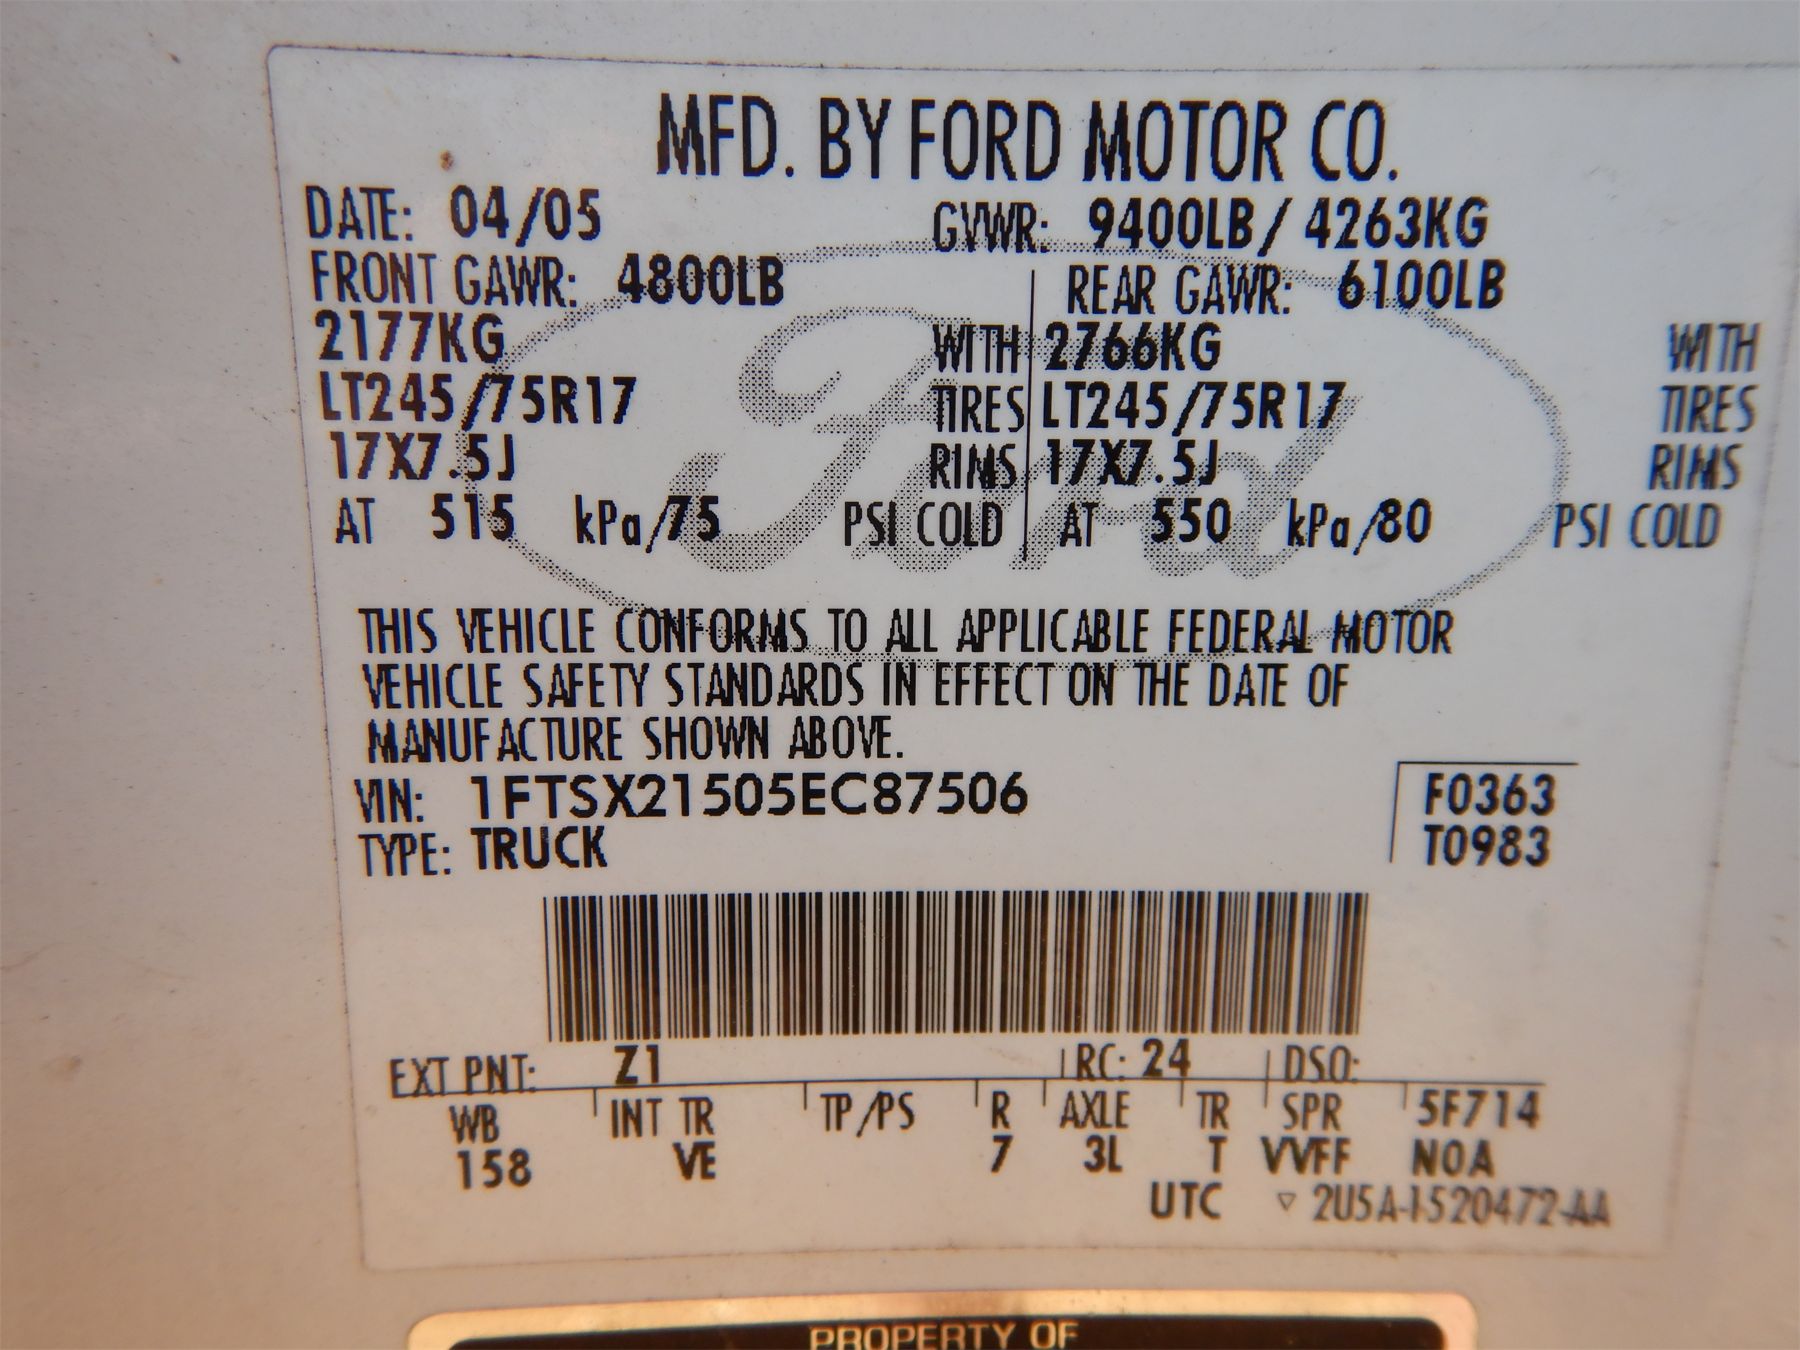 MFD. BY FORD MOTOR CO.
DATE: 04/05 GVWR: 9400LB/ 4263KG
FRONT GAWR: 4800LB REAR GAWR: 6100LB
2177KG WITH 2766KG WITH
LT245/75R17 TIRES LT245/75R17 TIRES
17X7.5J RIMS 17X7.5J RIMS
AT 515 kPa/75 PSI COLD AT 550 kPa/80 PSI COLD
Ford
THIS VEHICLE CONFORMS TO ALL APPLICABLE FEDERAL MOTOR
VEHICLE SAFETY STANDARDS IN EFFECT ON THE DATE OF
MANUFACTURE SHOWN ABOVE.
VIN: 1FTSX21505EC87506 F0363
TYPE: TRUCK T0983
EXT PNT: Z1 RC: 24 DSO:
WB INT TR TP/PS R AXLE TR SPR 5F714
158 VE 7 3L T VVFF NOA
UTC ▽ 2U5A-1520472-AA
PROPERTY OF